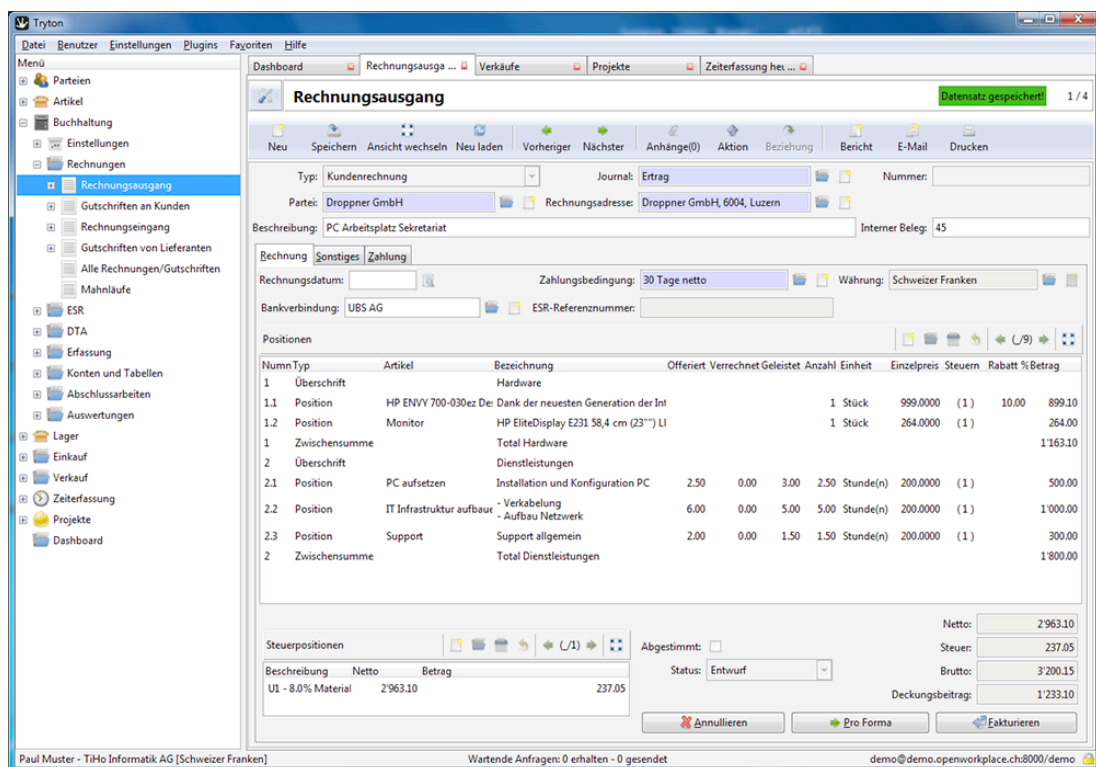 Tryton
Datei Benutzer Einstellungen Plugins Favoriten Hilfe
Menü
Parteien
Artikel
Buchhaltung
Einstellungen
Rechnungen
Rechnungsausgang
Gutschriften an Kunden
Rechnungseingang
Gutschriften von Lieferanten
Alle Rechnungen/Gutschriften
Mahnläufe
ESR
DTA
Erfassung
Konten und Tabellen
Abschlussarbeiten
Auswertungen
Lager
Einkauf
Verkauf
Zeiterfassung
Projekte
Dashboard
Dashboard Rechnungsausga ... Verkäufe Projekte Zeiterfassung heu ...
Rechnungsausgang Datensatz gespeichert! 1 / 4
Neu Speichern Ansicht wechseln Neu laden Vorheriger Nächster Anhänge(0) Aktion Beziehung Bericht E-Mail Drucken
Typ: Kundenrechnung Journal: Ertrag Nummer:
Partei: Droppner GmbH Rechnungsadresse: Droppner GmbH, 6004, Luzern
Beschreibung: PC Arbeitsplatz Sekretariat Interner Beleg: 45
Rechnung Sonstiges Zahlung
Rechnungsdatum: Zahlungsbedingung: 30 Tage netto Währung: Schweizer Franken
Bankverbindung: UBS AG ESR-Referenznummer:
Positionen (_/9)
Numn Typ Artikel Bezeichnung Offeriert Verrechnet Geleistet Anzahl Einheit Einzelpreis Steuern Rabatt % Betrag
1 Überschrift Hardware
1.1 Position HP ENVY 700-030ez De: Dank der neuesten Generation der Int 1 Stück 999.0000 (1) 10.00 899.10
1.2 Position Monitor HP EliteDisplay E231 58,4 cm (23"") LI 1 Stück 264.0000 (1) 264.00
1 Zwischensumme Total Hardware 1'163.10
2 Überschrift Dienstleistungen
2.1 Position PC aufsetzen Installation und Konfiguration PC 2.50 0.00 3.00 2.50 Stunde(n) 200.0000 (1) 500.00
2.2 Position IT Infrastruktur aufbaue - Verkabelung 6.00 0.00 5.00 5.00 Stunde(n) 200.0000 (1) 1'000.00
- Aufbau Netzwerk
2.3 Position Support Support allgemein 2.00 0.00 1.50 1.50 Stunde(n) 200.0000 (1) 300.00
2 Zwischensumme Total Dienstleistungen 1'800.00
Netto: 2'963.10
Steuerpositionen (_/1) Abgestimmt: Steuer: 237.05
Beschreibung Netto Betrag Status: Entwurf Brutto: 3'200.15
U1 - 8.0% Material 2'963.10 237.05 Deckungsbeitrag: 1'233.10
Annullieren Pro Forma Fakturieren
Paul Muster - TiHo Informatik AG [Schweizer Franken] Wartende Anfragen: 0 erhalten - 0 gesendet demo@demo.openworkplace.ch:8000/demo